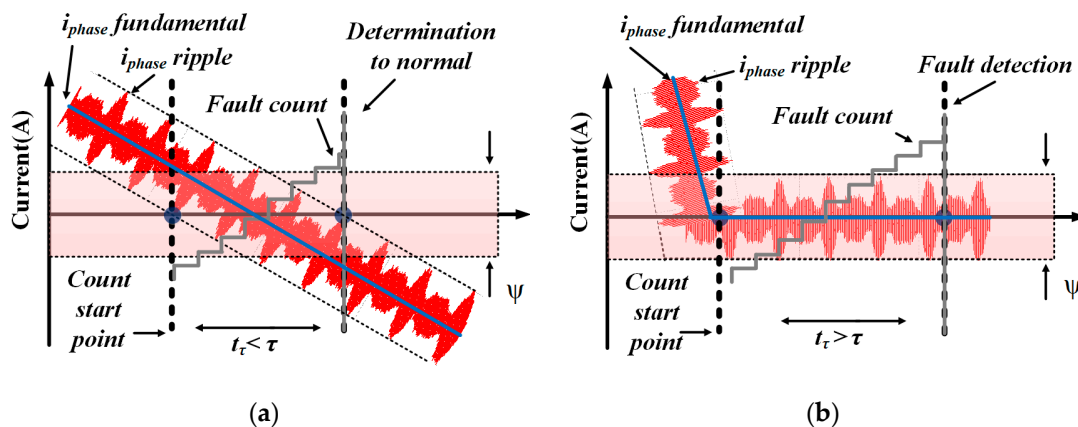 i_phase fundamental
i_phase ripple
Fault count
Determination
to normal
Current(A)
Count
start
point
t_τ < τ
ψ
(a)
i_phase fundamental
i_phase ripple
Fault detection
Fault count
Current(A)
Count
start
point
t_τ > τ
ψ
(b)